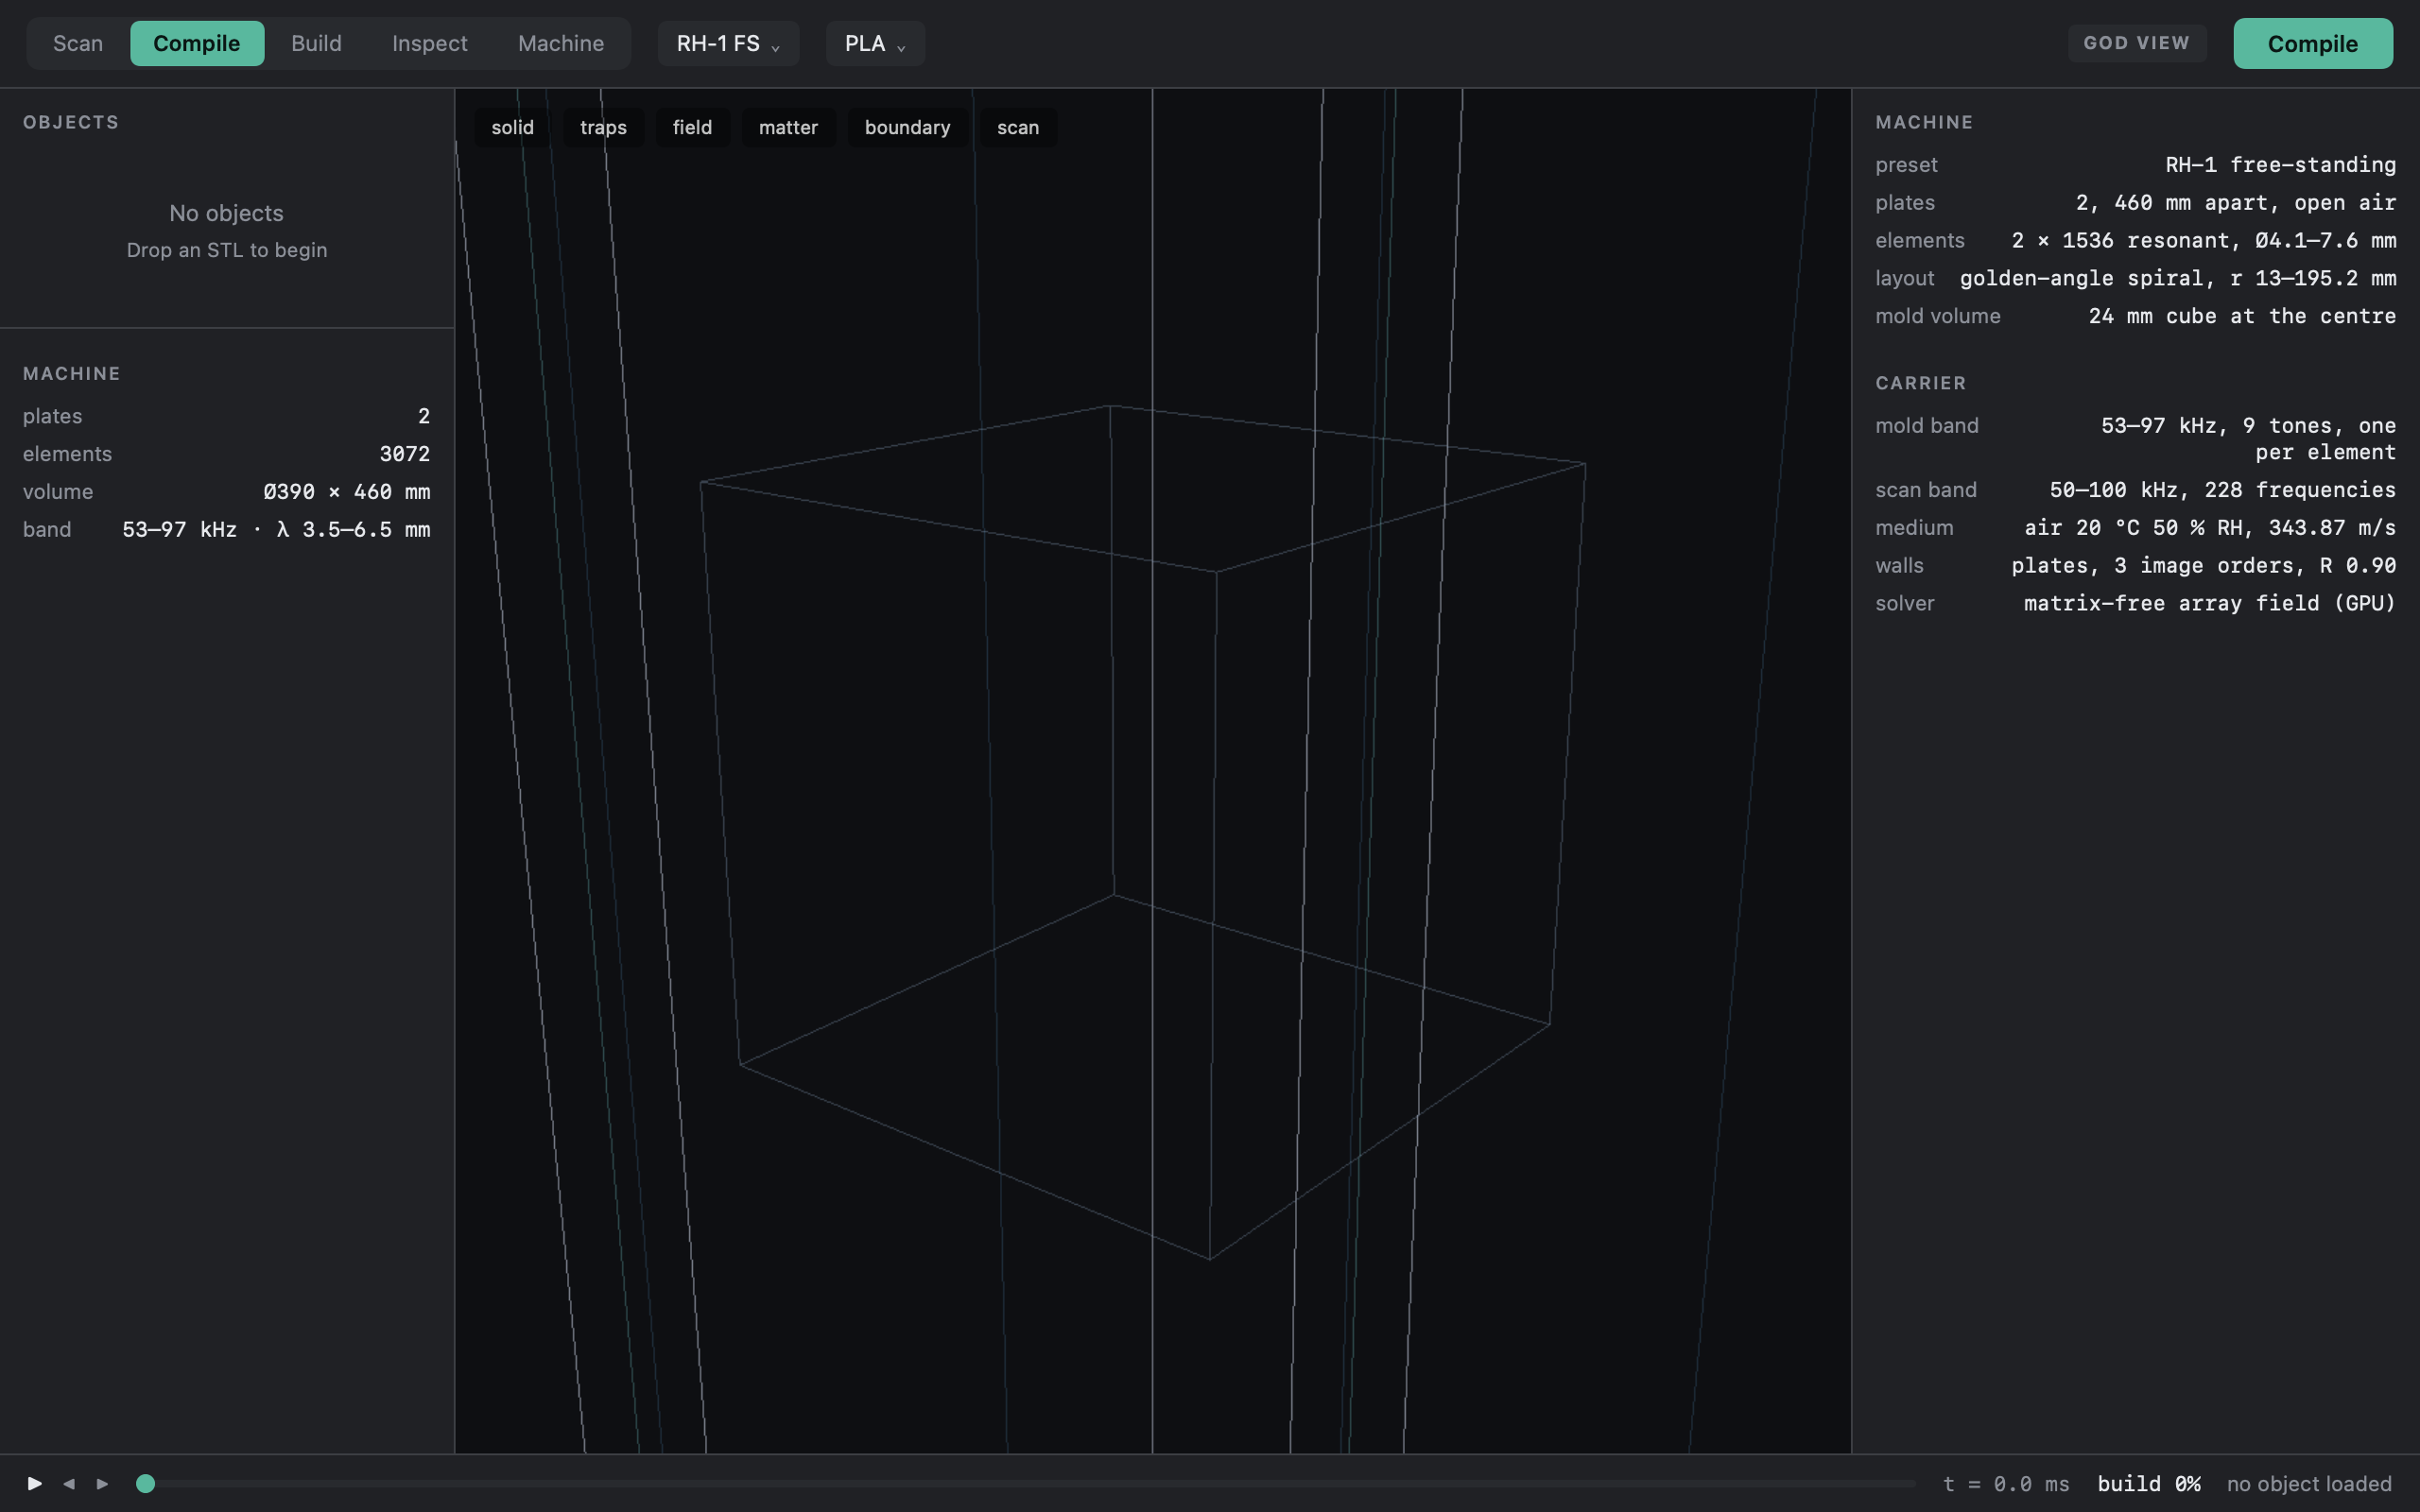 Scan Compile Build Inspect Machine RH-1 FS PLA GOD VIEW Compile
OBJECTS
No objects
Drop an STL to begin
MACHINE
plates 2
elements 3072
volume Ø390 × 460 mm
band 53–97 kHz · λ 3.5–6.5 mm
solid traps field matter boundary scan
MACHINE
preset RH-1 free-standing
plates 2, 460 mm apart, open air
elements 2 × 1536 resonant, Ø4.1–7.6 mm
layout golden-angle spiral, r 13–195.2 mm
mold volume 24 mm cube at the centre
CARRIER
mold band 53–97 kHz, 9 tones, one
per element
scan band 50–100 kHz, 228 frequencies
medium air 20 °C 50 % RH, 343.87 m/s
walls plates, 3 image orders, R 0.90
solver matrix-free array field (GPU)
t = 0.0 ms build 0% no object loaded